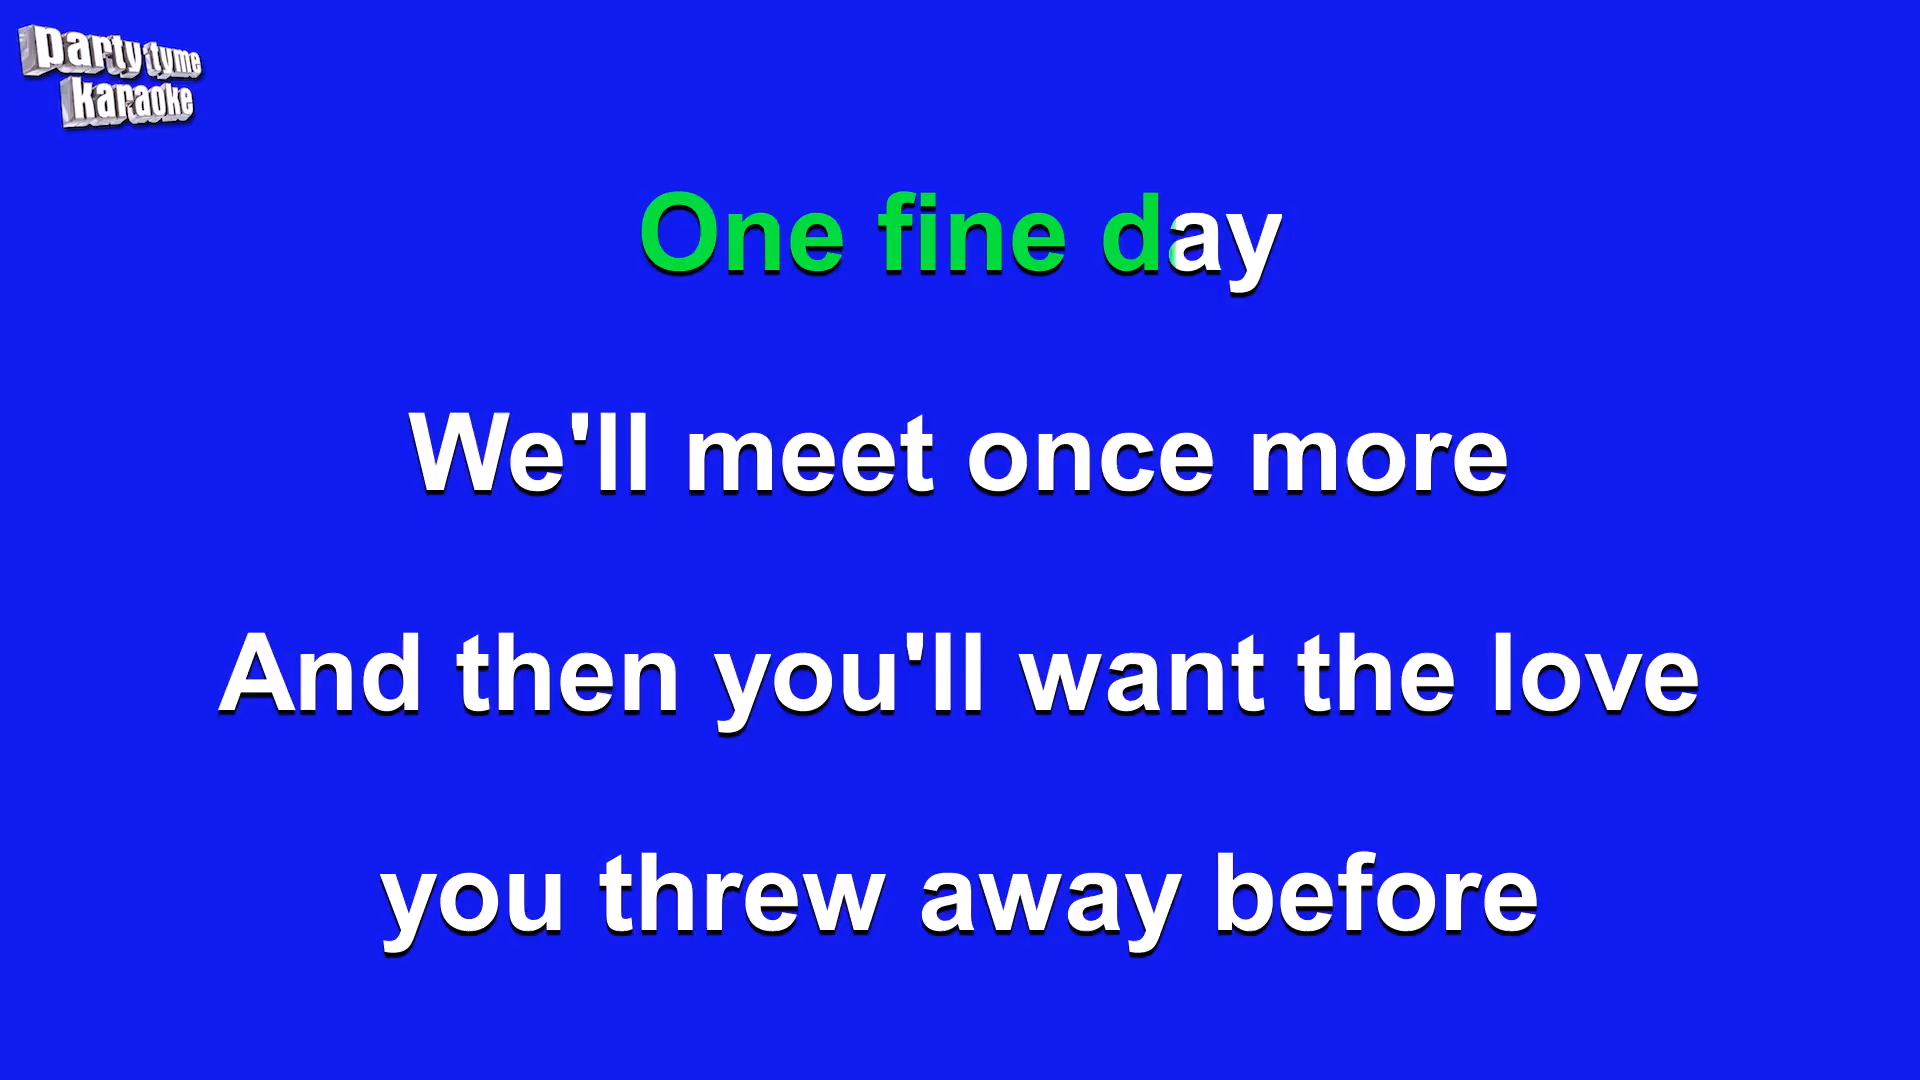 party tyme
karaoke
One fine day
We'll meet once more
And then you'll want the love
you threw away before